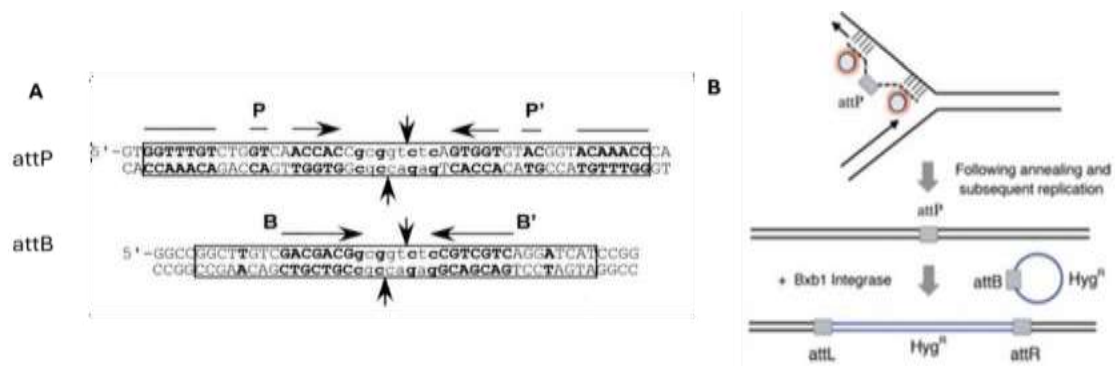 A
P P'
attP
5'-GTGGTTTGTCTGGTCAACCACCgcggtctcAGTGGTGTACGGTACAAACCCA
CACCAAACAGACCAGTTGGTGGcgccagagTCACCACATGCCATGTTTGGGT
B B'
attB
5'-GGCCGGCTTGTCGACGACGgcggtctcCGTCGTCAGGATCATCCGG
CCGGCCGAACAGCTGCTGCCgccagagGCAGCAGTCCTAGTAGGCC
B
attP
Following annealing and
subsequent replication
attP
+ Bxb1 Integrase
attB
Hyg^R
Hyg^R
attL
attR